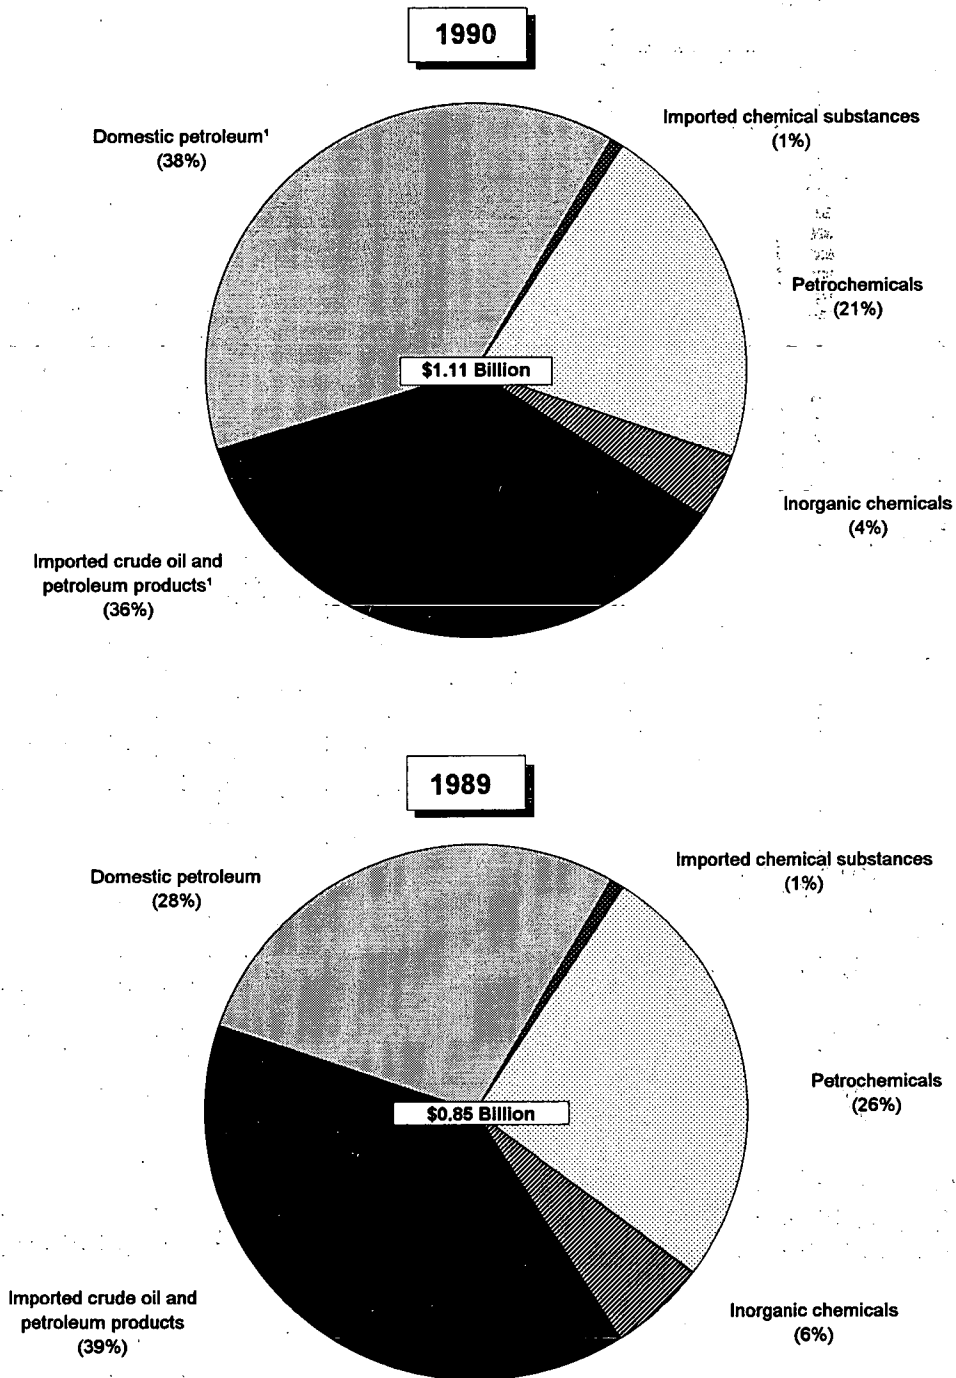 1990
Domestic petroleum¹
(38%)
Imported chemical substances
(1%)
Petrochemicals
(21%)
$1.11 Billion
Inorganic chemicals
(4%)
Imported crude oil and
petroleum products¹
(36%)
1989
Domestic petroleum
(28%)
Imported chemical substances
(1%)
Petrochemicals
(26%)
$0.85 Billion
Imported crude oil and
petroleum products
(39%)
Inorganic chemicals
(6%)